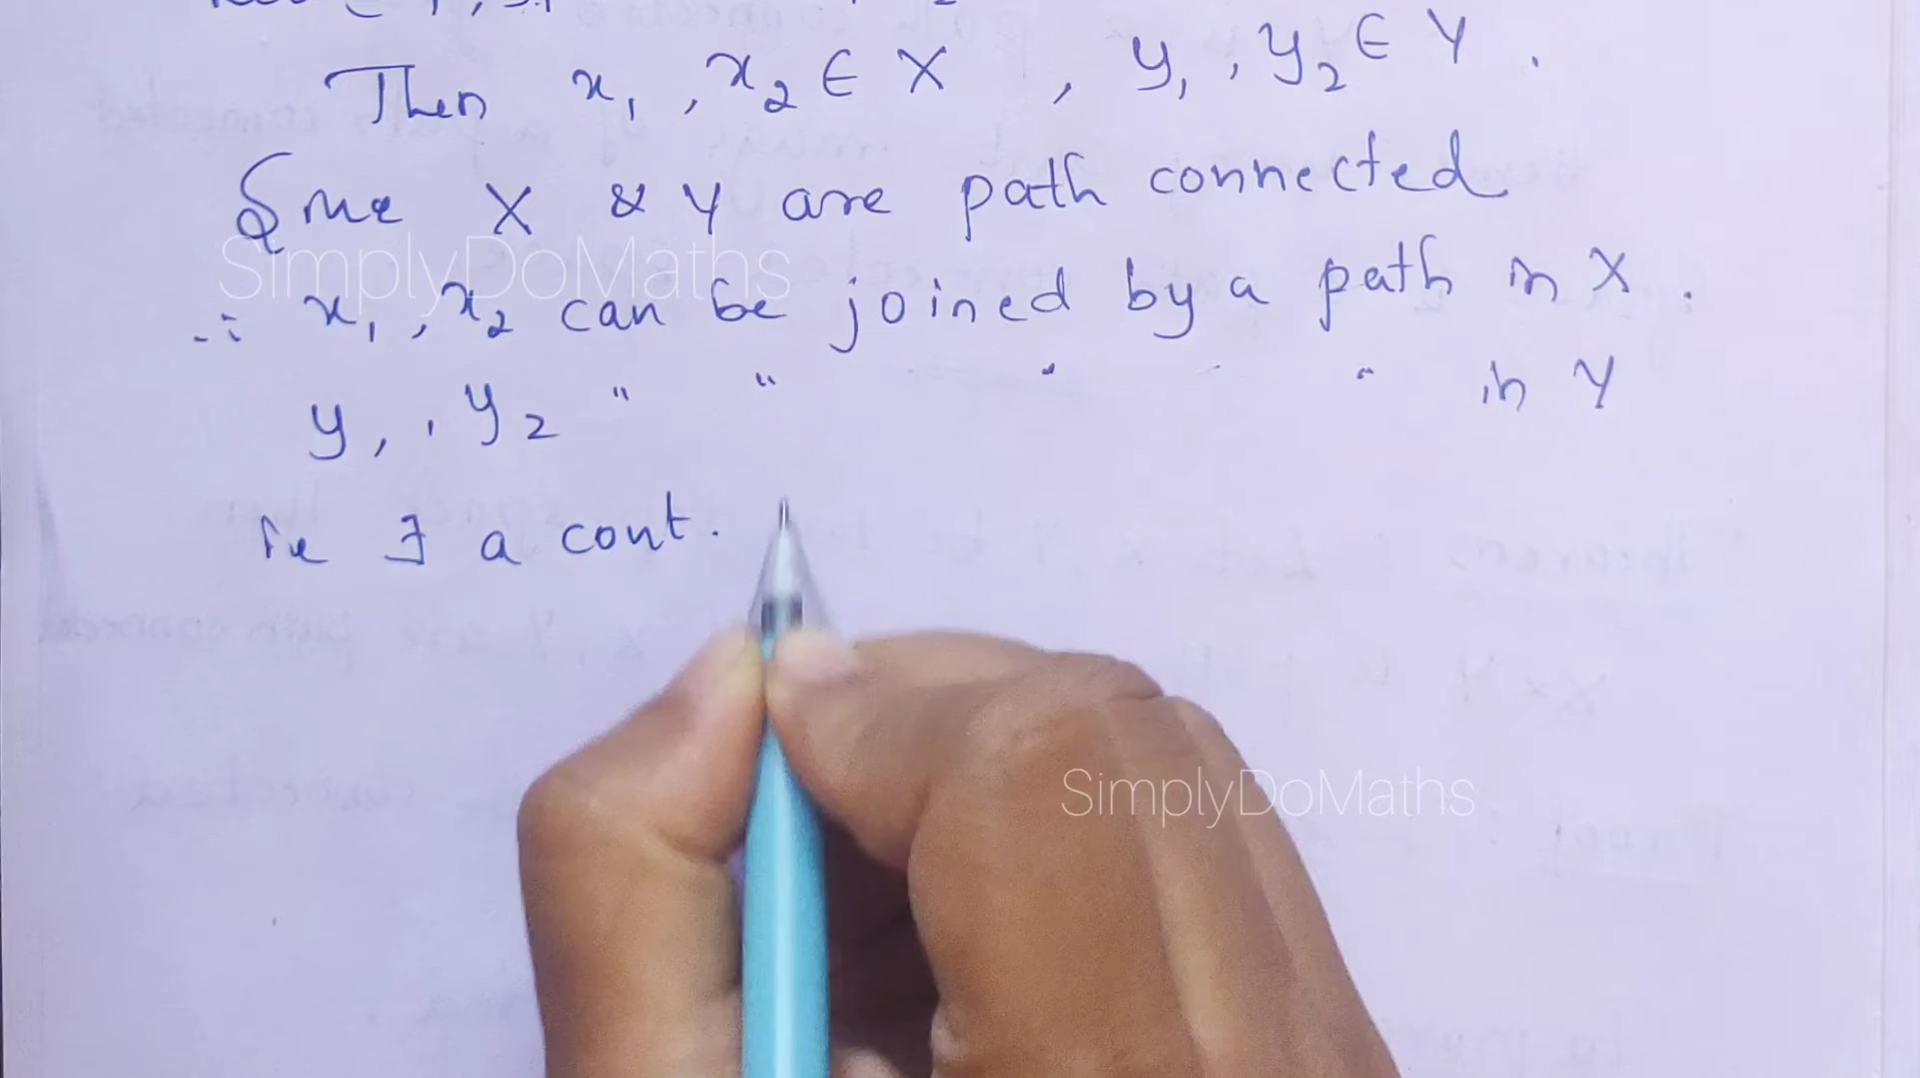 Then x₁, x₂ ∈ X , y₁, y₂ ∈ Y .
Since X & Y are path connected
SimplyDoMaths
∴ x₁, x₂ can be joined by a path in X .
y₁, y₂ " " " " " in Y
ie ∃ a cont.
SimplyDoMaths